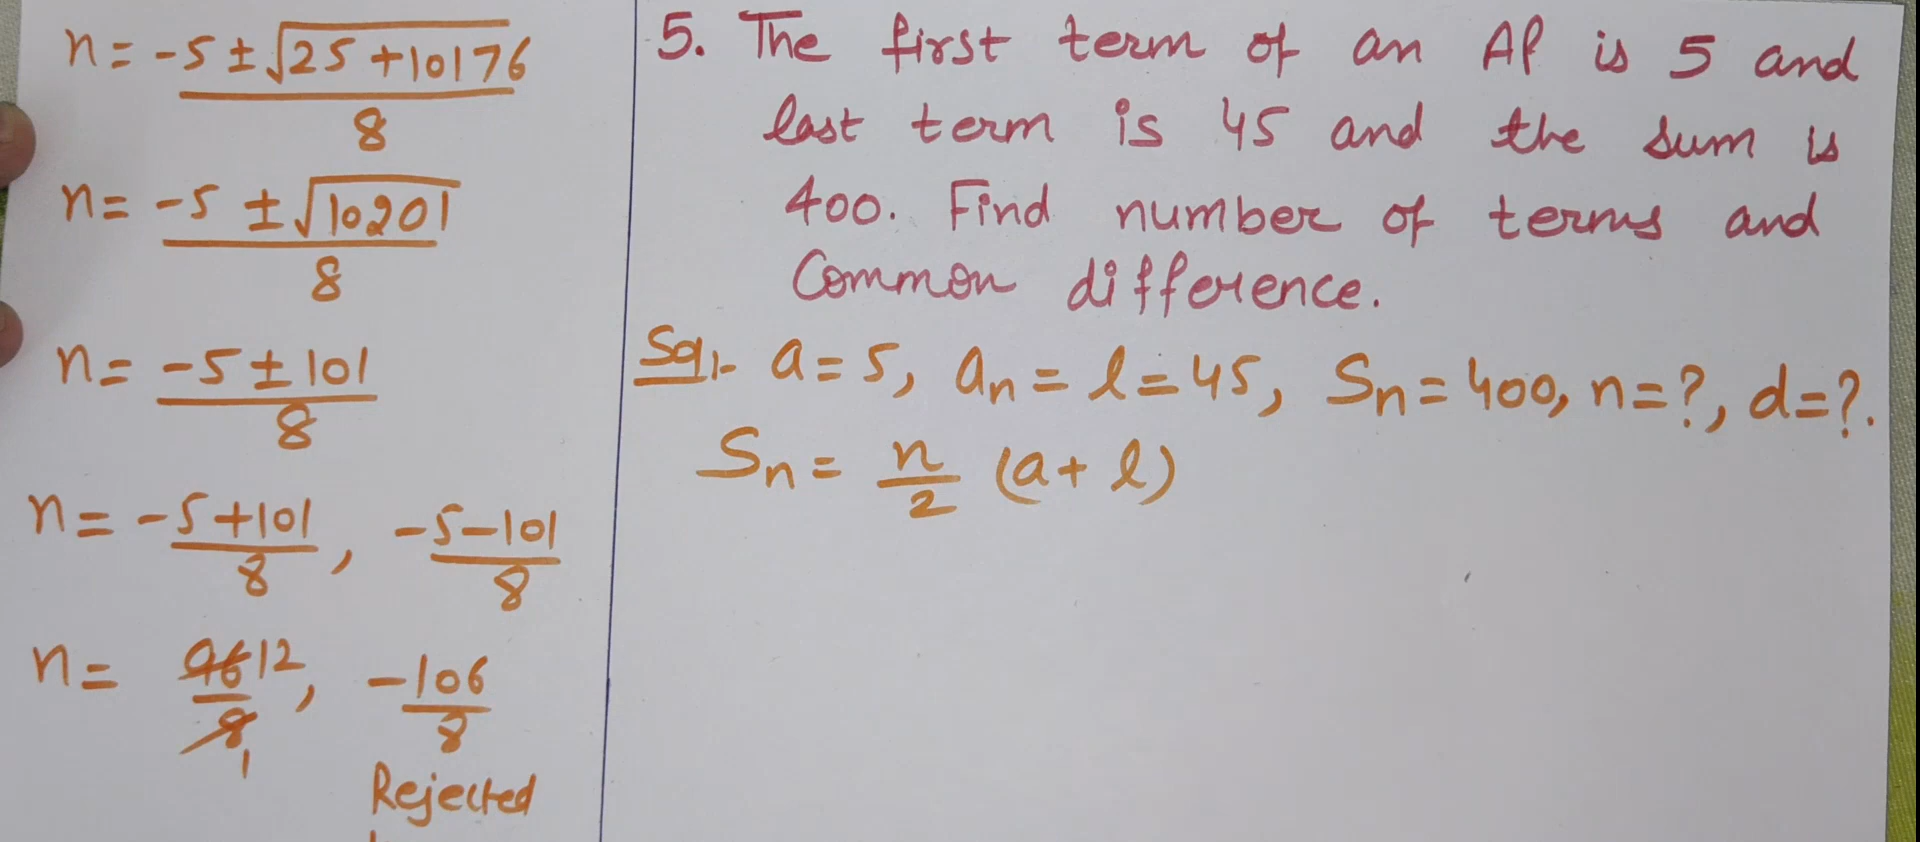 n = -5 ± √25 + 10176
8
n = -5 ± √10201
8
n = -5 ± 101
8
n = -5 + 101 , -5 - 101
8 8
n = 96 12 , -106
8 1 8
Rejected
5. The first term of an AP is 5 and
last term is 45 and the sum is
400. Find number of terms and
Common difference.
Sol:- a = 5, an = l = 45, Sn = 400, n = ?, d = ?.
Sn = n/2 (a + l)